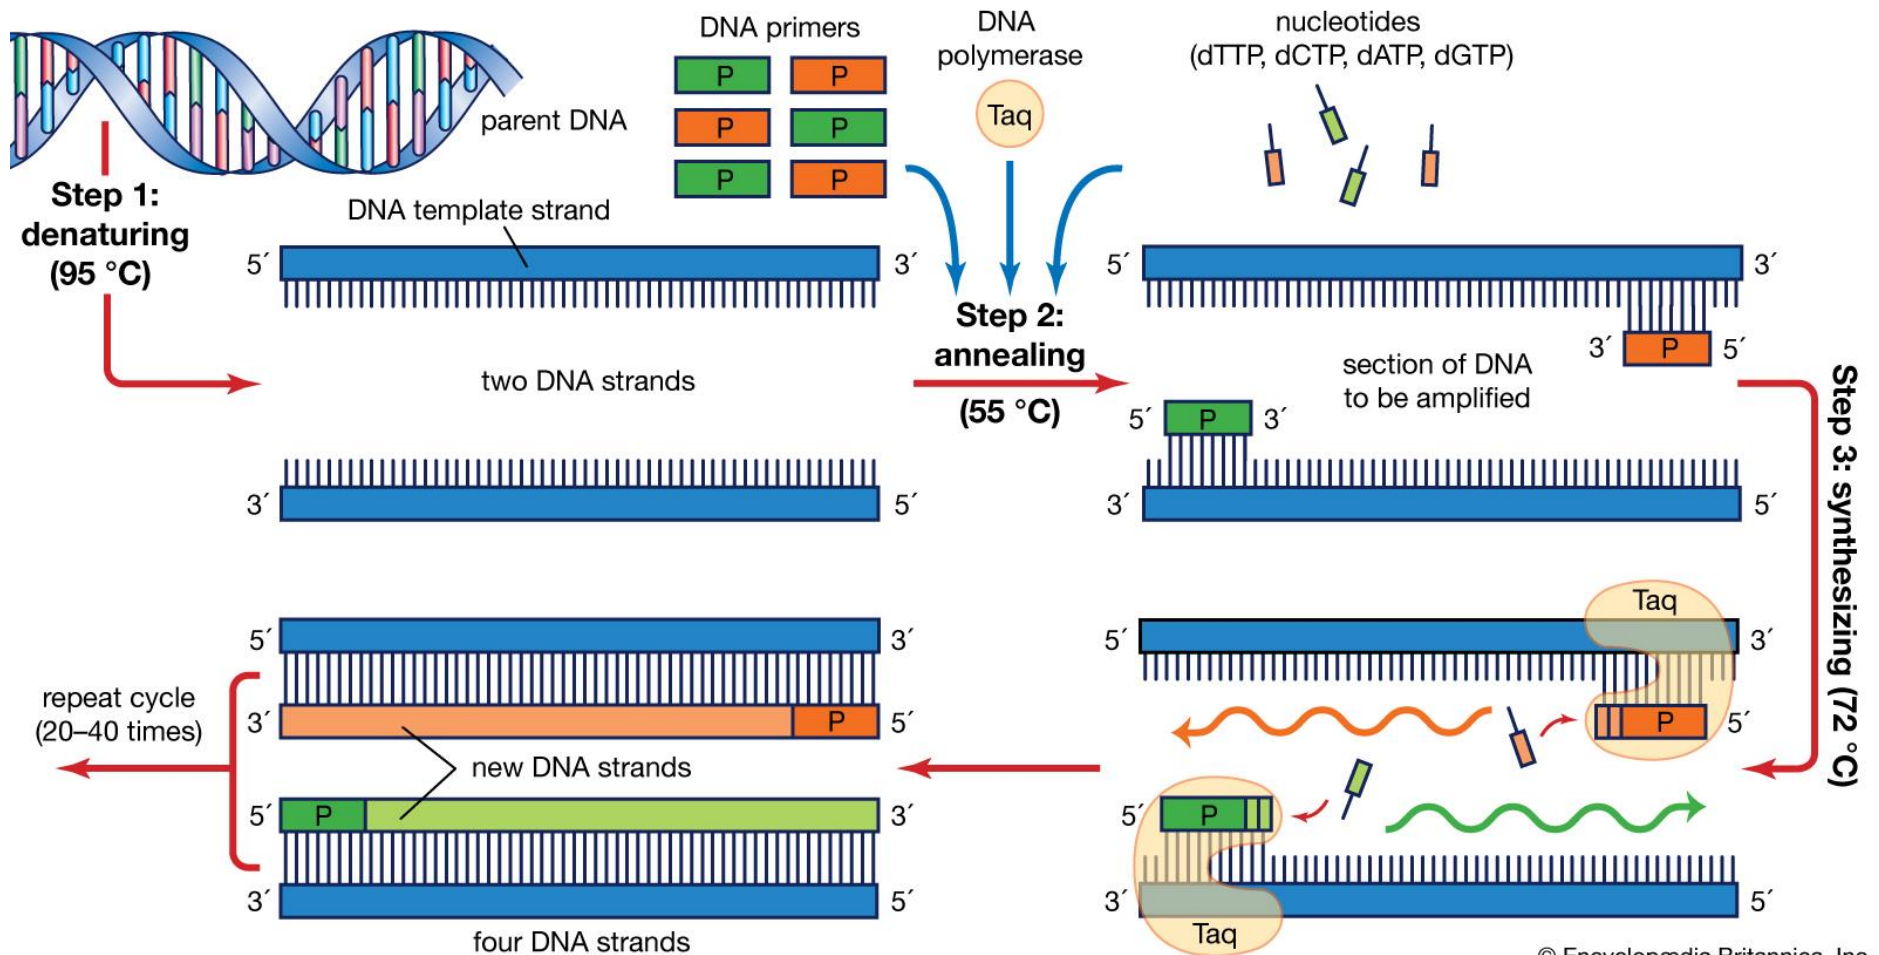 DNA primers
P
P
P
P
P
P
DNA
polymerase
Taq
nucleotides
(dTTP, dCTP, dATP, dGTP)
parent DNA
Step 1:
denaturing
(95 °C)
DNA template strand
5´
3´
two DNA strands
3´
5´
Step 2:
annealing
(55 °C)
5´
3´
3´
P
5´
section of DNA
to be amplified
5´
P
3´
3´
5´
Step 3: synthesizing (72 °C)
Taq
5´
3´
P
5´
5´
P
3´
5´
Taq
5´
3´
3´
P
5´
new DNA strands
5´
P
3´
3´
5´
four DNA strands
repeat cycle
(20–40 times)
© Encyclopædia Britannica, Inc.